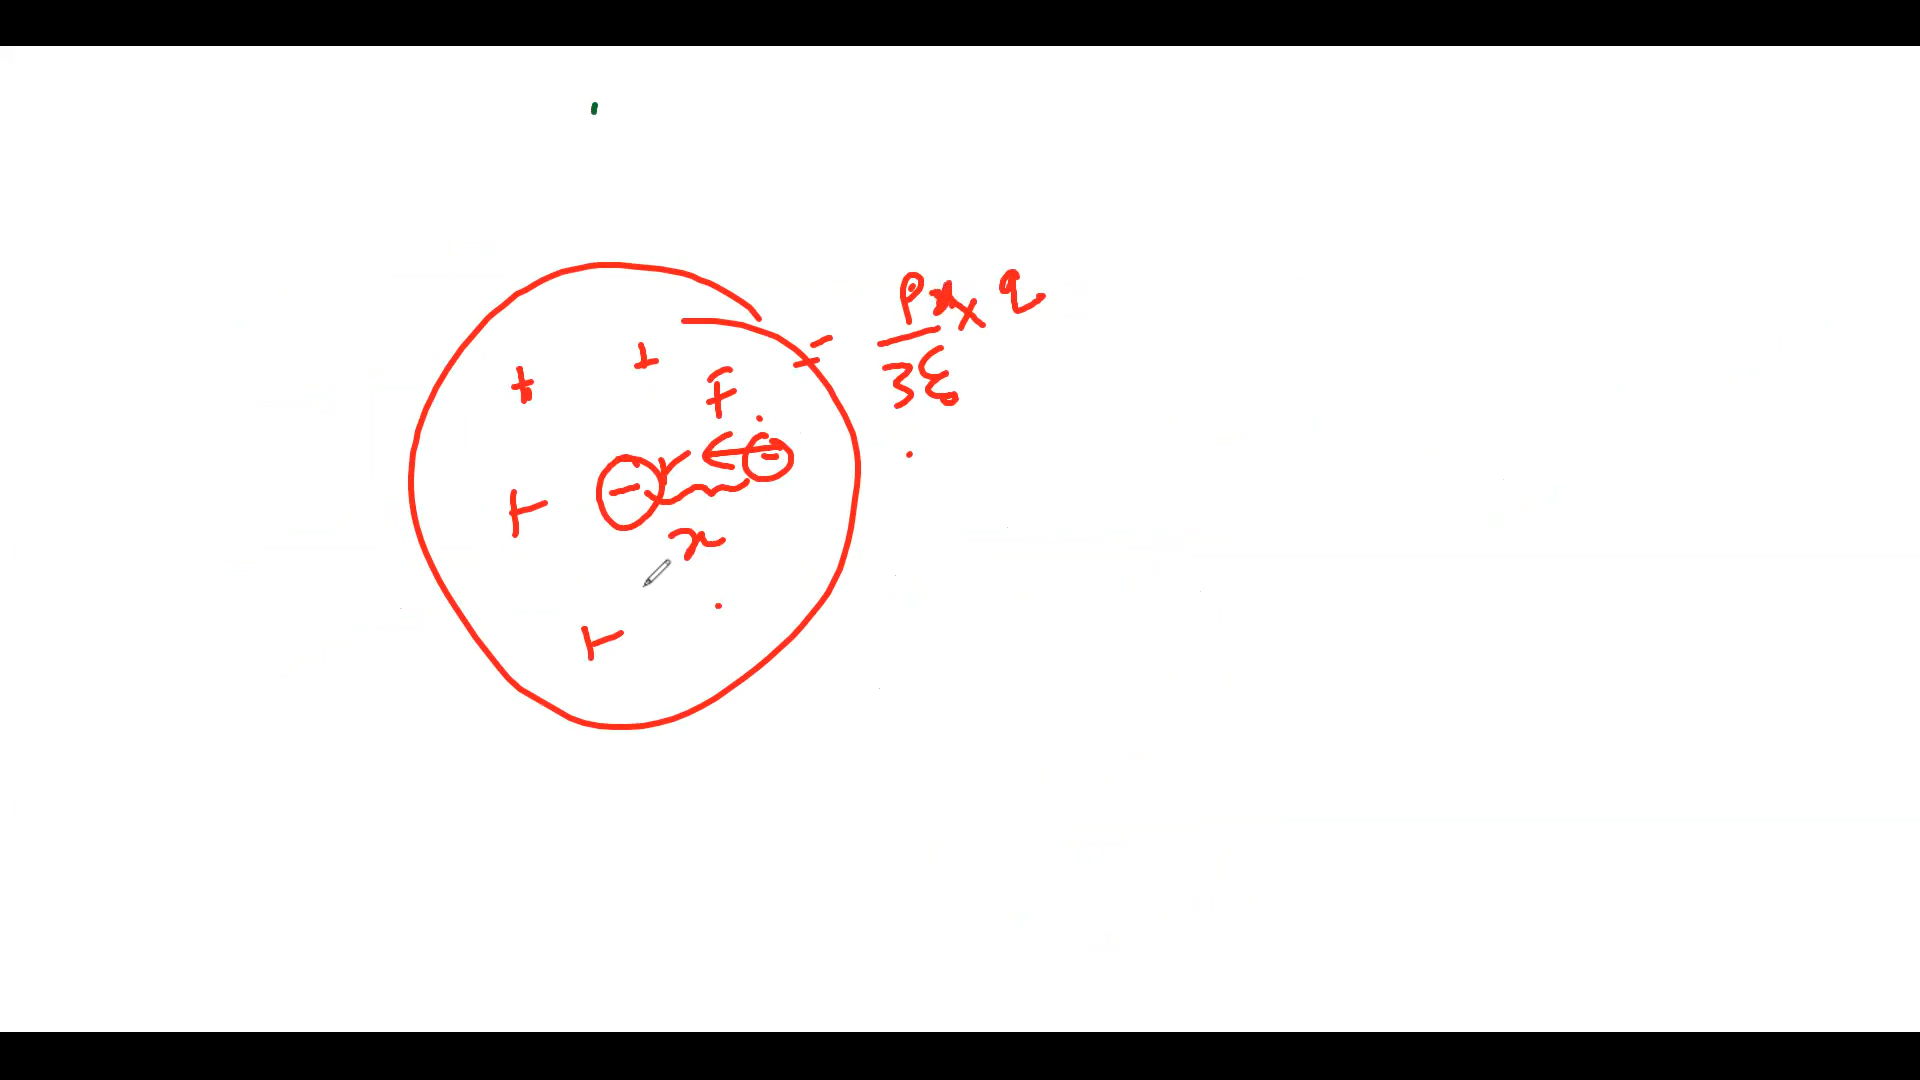 ρx × q
=
3ε₀
+ +
F
- -
+
x
+